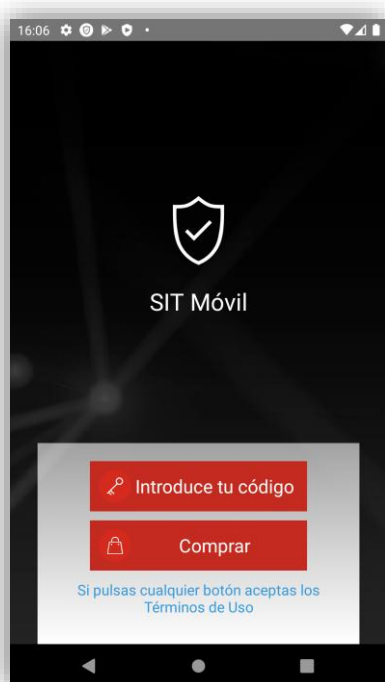 16:06
SIT Móvil
Introduce tu código
Comprar
Si pulsas cualquier botón aceptas los
Términos de Uso